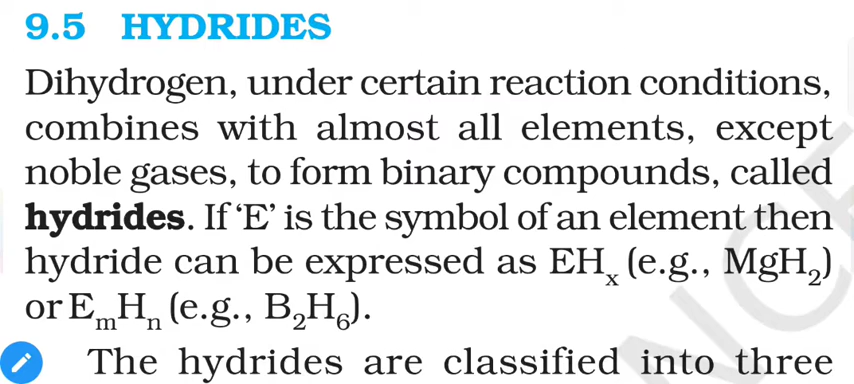 9.5 HYDRIDES
Dihydrogen, under certain reaction conditions,
combines with almost all elements, except
noble gases, to form binary compounds, called
hydrides. If ‘E’ is the symbol of an element then
hydride can be expressed as EHₓ (e.g., MgH₂)
or EₘHₙ (e.g., B₂H₆).
The hydrides are classified into three